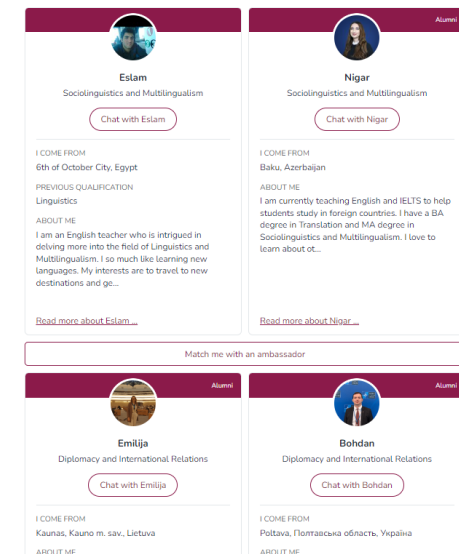 Eslam
Sociolinguistics and Multilingualism
Chat with Eslam
I COME FROM
6th of October City, Egypt
PREVIOUS QUALIFICATION
Linguistics
ABOUT ME
I am an English teacher who is intrigued in
delving more into the field of Linguistics and
Multilingualism. I so much like learning new
languages. My interests are to travel to new
destinations and ge...
Read more about Eslam ...
Alumni
Nigar
Sociolinguistics and Multilingualism
Chat with Nigar
I COME FROM
Baku, Azerbaijan
ABOUT ME
I am currently teaching English and IELTS to help
students study in foreign countries. I have a BA
degree in Translation and MA degree in
Sociolinguistics and Multilingualism. I love to
learn about ot...
Read more about Nigar ...
Match me with an ambassador
Alumni
Emilija
Diplomacy and International Relations
Chat with Emilija
I COME FROM
Kaunas, Kauno m. sav., Lietuva
ABOUT ME
Alumni
Bohdan
Diplomacy and International Relations
Chat with Bohdan
I COME FROM
Poltava, Полтавська область, Україна
ABOUT ME